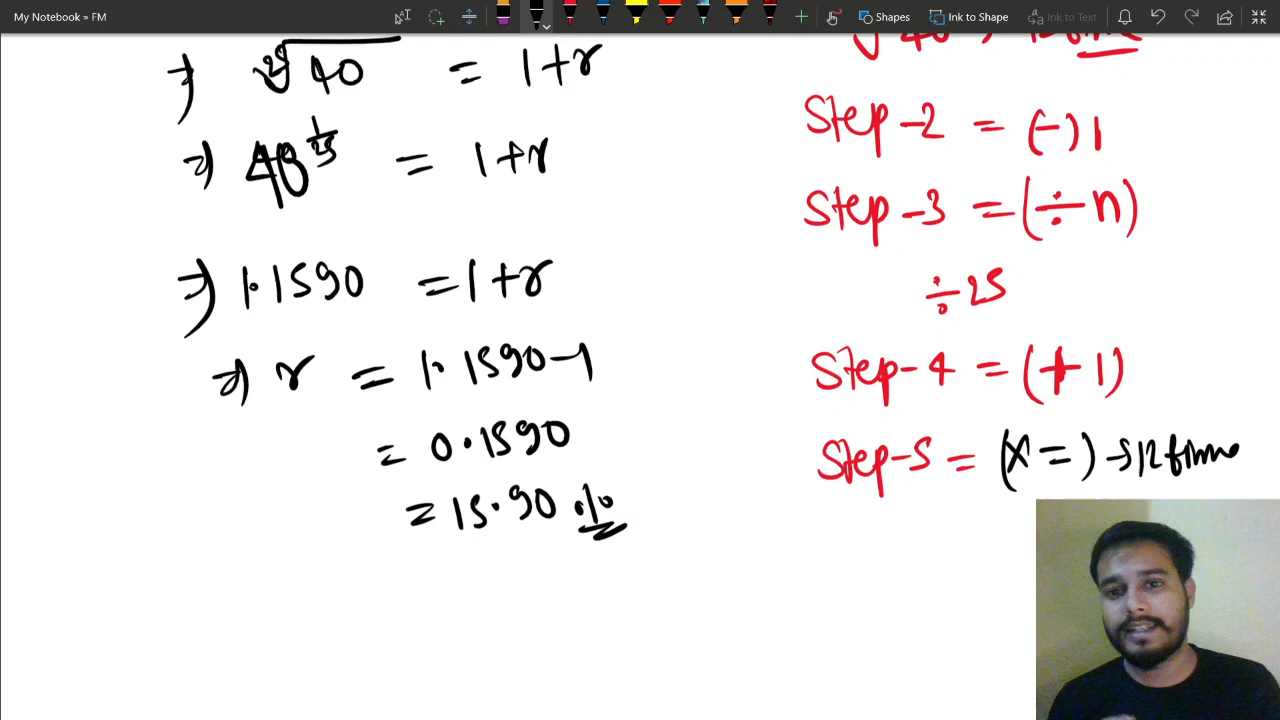 My Notebook » FM
Shapes
Ink to Shape
Ink to Text
⇒ ²⁵√40 = 1+r
⇒ 40^1/25 = 1+r
⇒ 1.1590 = 1+r
⇒ r = 1.1590-1
= 0.1590
= 15.90 %
Step-2 = (-) 1
Step-3 = (÷ n)
÷ 25
Step-4 = (+ 1)
Step-5 = (× =) - 12 time